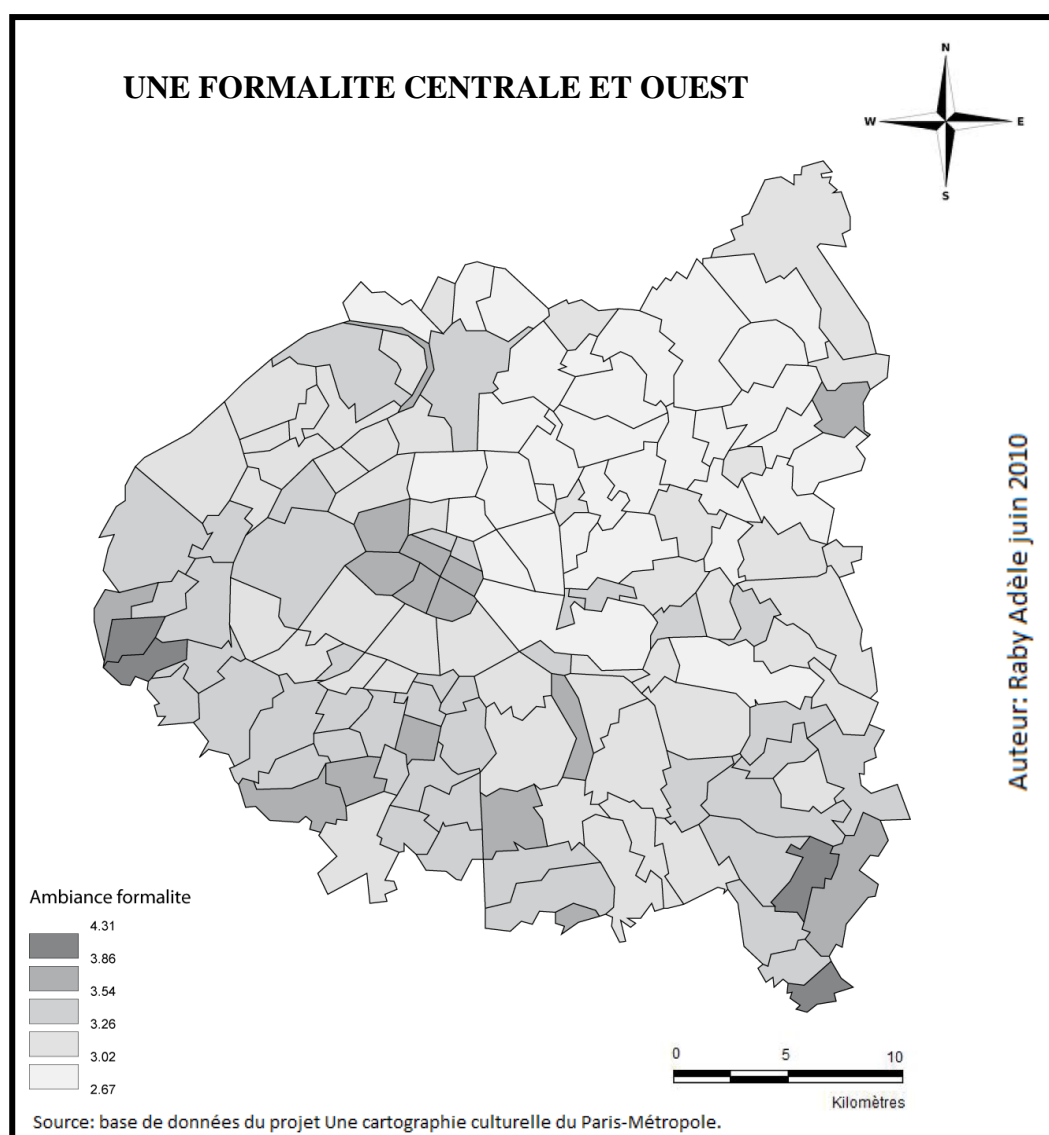 UNE FORMALITE CENTRALE ET OUEST
N
W
E
S
Auteur: Raby Adèle juin 2010
Ambiance formalite
4.31
3.86
3.54
3.26
3.02
2.67
0 5 10
Kilomètres
Source: base de données du projet Une cartographie culturelle du Paris-Métropole.